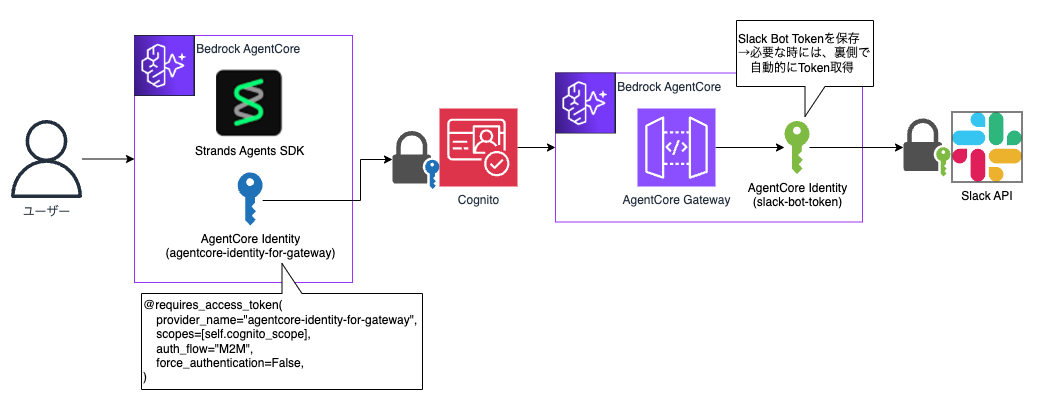 Slack Bot Tokenを保存
→必要な時には、裏側で
自動的にToken取得
Bedrock AgentCore
Strands Agents SDK
Bedrock AgentCore
ユーザー
Cognito
AgentCore Gateway
AgentCore Identity
(slack-bot-token)
Slack API
AgentCore Identity
(agentcore-identity-for-gateway)
@requires_access_token(
provider_name="agentcore-identity-for-gateway",
scopes=[self.cognito_scope],
auth_flow="M2M",
force_authentication=False,
)